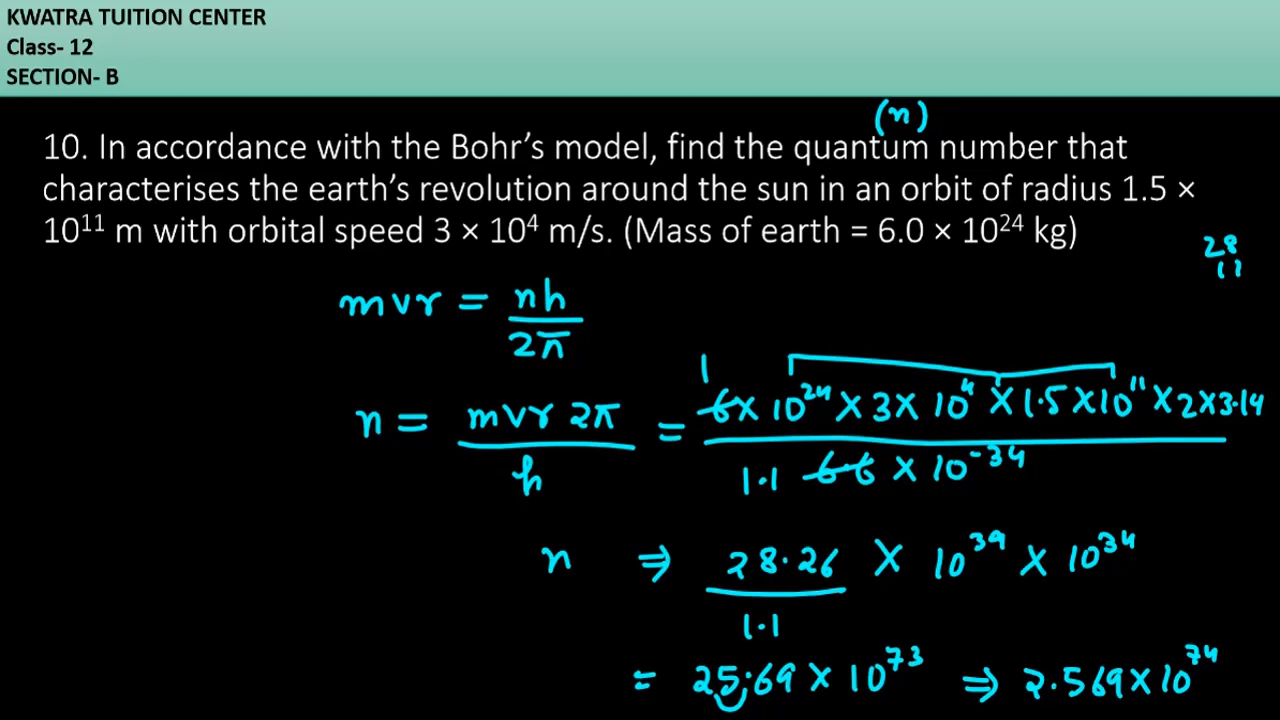 KWATRA TUITION CENTER
Class- 12
SECTION- B
(n)
10. In accordance with the Bohr's model, find the quantum number that
characterises the earth's revolution around the sun in an orbit of radius 1.5 ×
10¹¹ m with orbital speed 3 × 10⁴ m/s. (Mass of earth = 6.0 × 10²⁴ kg)
28
11
mvr = nh
2π
1
n = mvr 2π = 6 × 10²⁴ × 3 × 10⁴ × 1.5 × 10¹¹ × 2 × 3.14
h 1.1 6.6 × 10⁻³⁴
n ⇒ 28.26 × 10³⁹ × 10³⁴
1.1
= 25.69 × 10⁷³ ⇒ 2.569 × 10⁷⁴